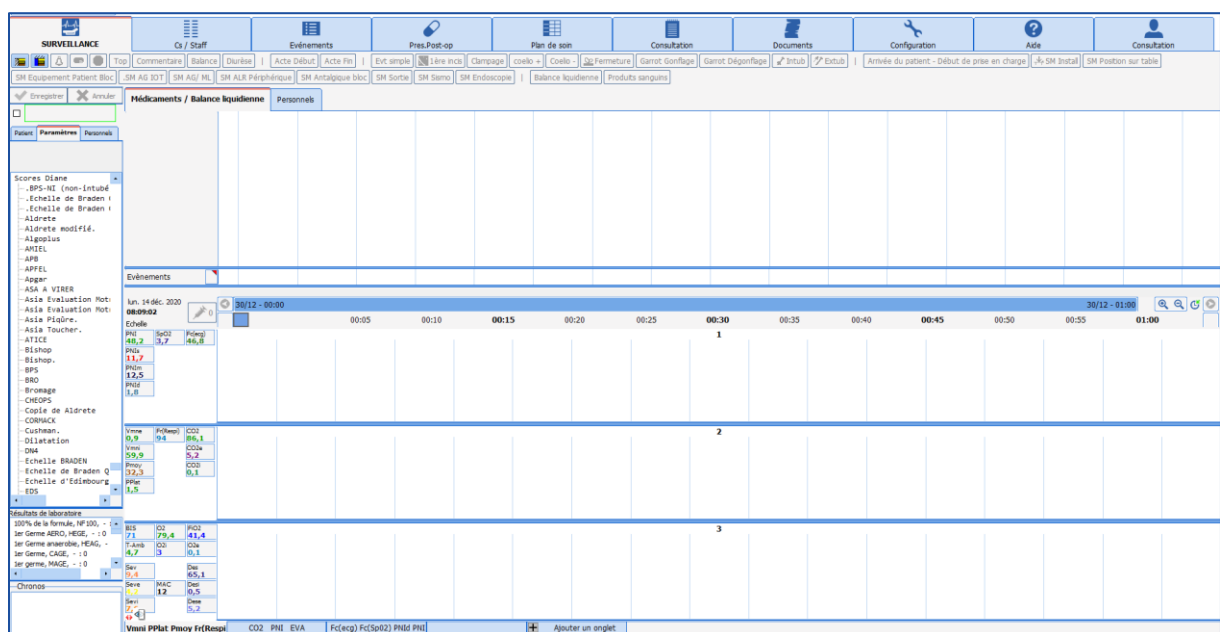 SURVEILLANCE Cs / Staff Evénements Pres.Post-op Plan de soin Consultation Documents Configuration Aide Consultation
Top Commentaire Balance Diurèse | Acte Début Acte Fin | Evt simple 1ère incis Clampage coelio + Coelio - Fermeture Garrot Gonflage Garrot Dégonflage Intub Extub | Arrivée du patient - Début de prise en charge SM Install SM Position sur table
SM Equipement Patient Bloc .SM AG IOT SM AG/ ML SM ALR Périphérique SM Antalgique bloc SM Sortie SM Sismo SM Endoscopie | Balance liquidienne Produits sanguins
Enregistrer Annuler
Médicaments / Balance liquidienne Personnels
Patient Paramètres Personnels
Scores Diane
.BPS-NI (non-intubé
.Echelle de Braden
.Echelle de Braden
Aldrete
Aldrete modifié.
Algoplus
AMIEL
APB
APFEL
Apgar
ASA A VIRER
Asia Evaluation Mot
Asia Evaluation Mot
Asia Piqûre.
Asia Toucher.
ATICE
Bishop
Bishop.
BPS
BRO
Bromage
CHEOPS
Copie de Aldrete
CORMACK
Cushman.
Dilatation
DN4
Echelle BRADEN
Echelle de Braden Q
Echelle d'Edimbourg
EDS
Résultats de laboratoire
100% de la formule, NF100, - :
1er Germe AERO, HEGE, - : 0
1er Germe anaerobie, HEAG, -
1er Germe, CAGE, - : 0
1er germe, MAGE, - : 0
Chronos
Evènements
lun. 14 déc. 2020
08:09:02
0
Echelle
30/12 - 00:00 30/12 - 01:00
00:05 00:10 00:15 00:20 00:25 00:30 00:35 00:40 00:45 00:50 00:55 01:00
1
PNI SpO2 Fc(ecg)
48,2 3,7 46,8
PNIs
11,7
PNIm
12,5
PNId
1,8
2
Vmne Fr(Respi) CO2
0,9 94 86,1
Vmni CO2e
59,9 5,2
Pmoy CO2i
32,3 0,1
PPlat
1,5
3
BIS O2 FiO2
71 79,4 41,4
T-Amb O2i O2e
4,7 3 0,1
Sev Des
9,4 65,1
Seve MAC Desi
12 0,5
Sevi Dese
5,2
Vmni PPlat Pmoy Fr(Respi CO2 PNI EVA Fc(ecg) Fc(SpO2) PNId PNI Ajouter un onglet